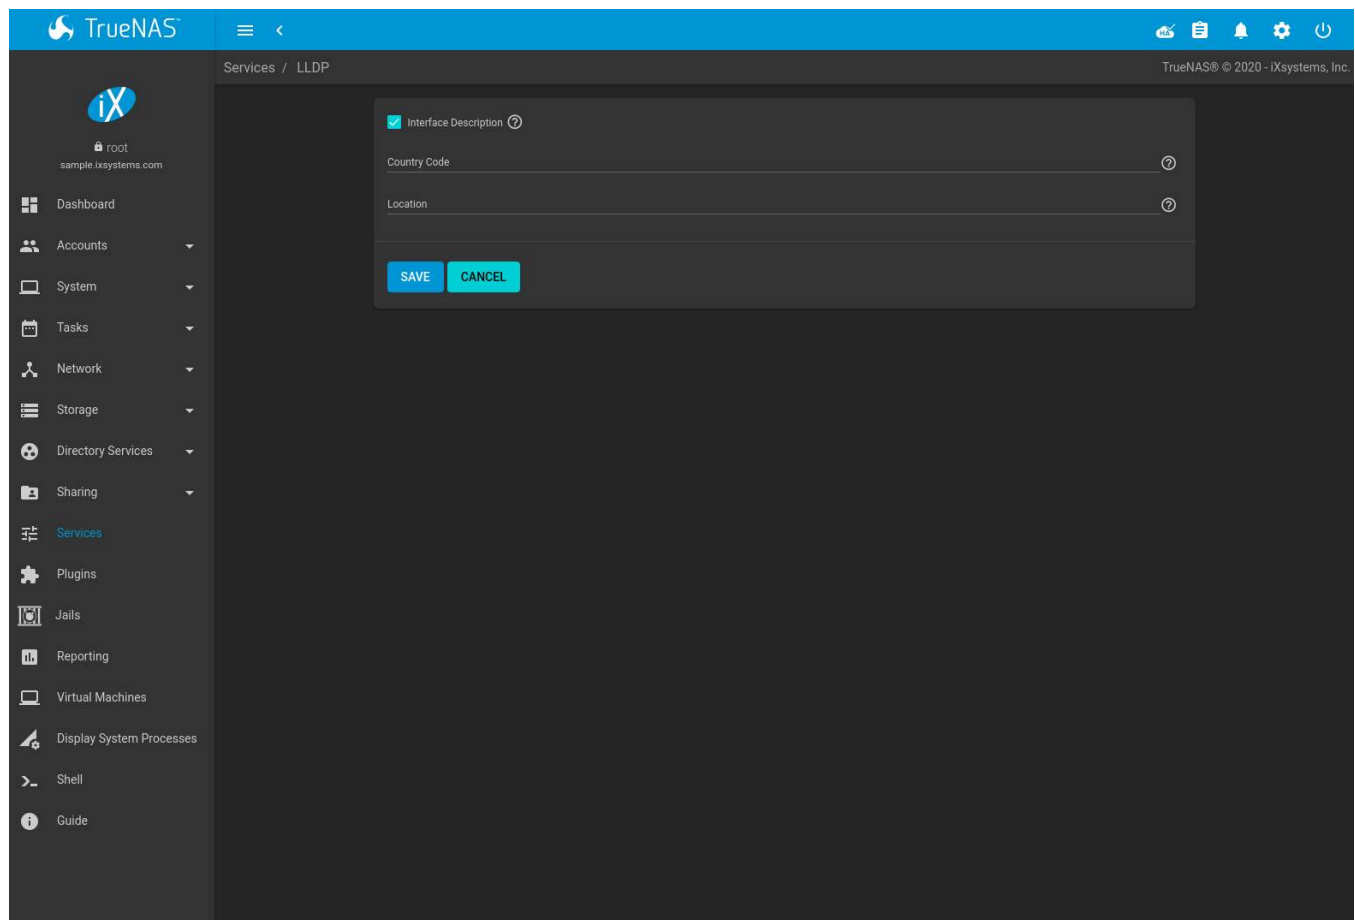 TrueNAS
HA
Services / LLDP
TrueNAS® © 2020 - iXsystems, Inc.
iX
root
sample.ixsystems.com
Dashboard
Accounts
System
Tasks
Network
Storage
Directory Services
Sharing
Services
Plugins
Jails
Reporting
Virtual Machines
Display System Processes
Shell
Guide
Interface Description
Country Code
Location
SAVE
CANCEL